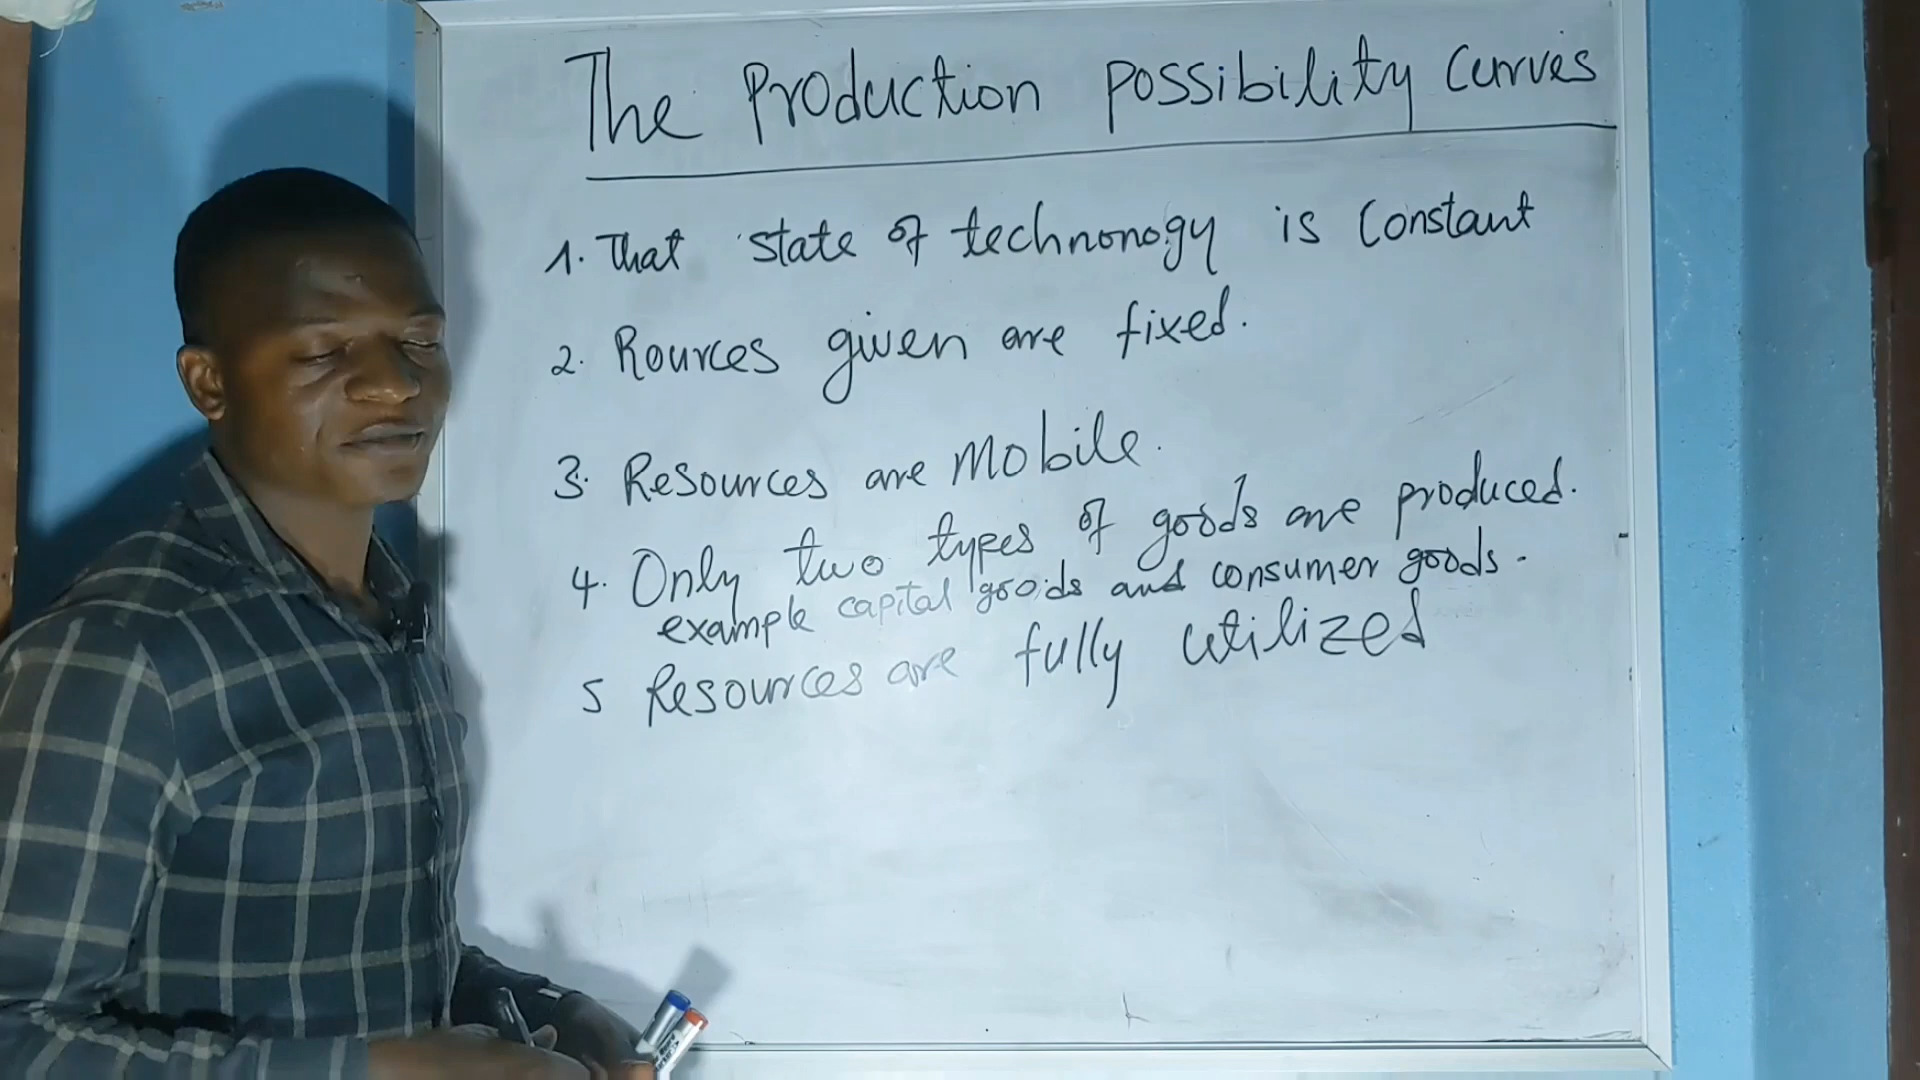 The Production possibility Curves
1. That state of technonogy is Constant
2. Rources given are fixed.
3. Resources are Mobile.
4. Only two types of goods are produced.
example capital goods and consumer goods.
5 Resources are fully utilized